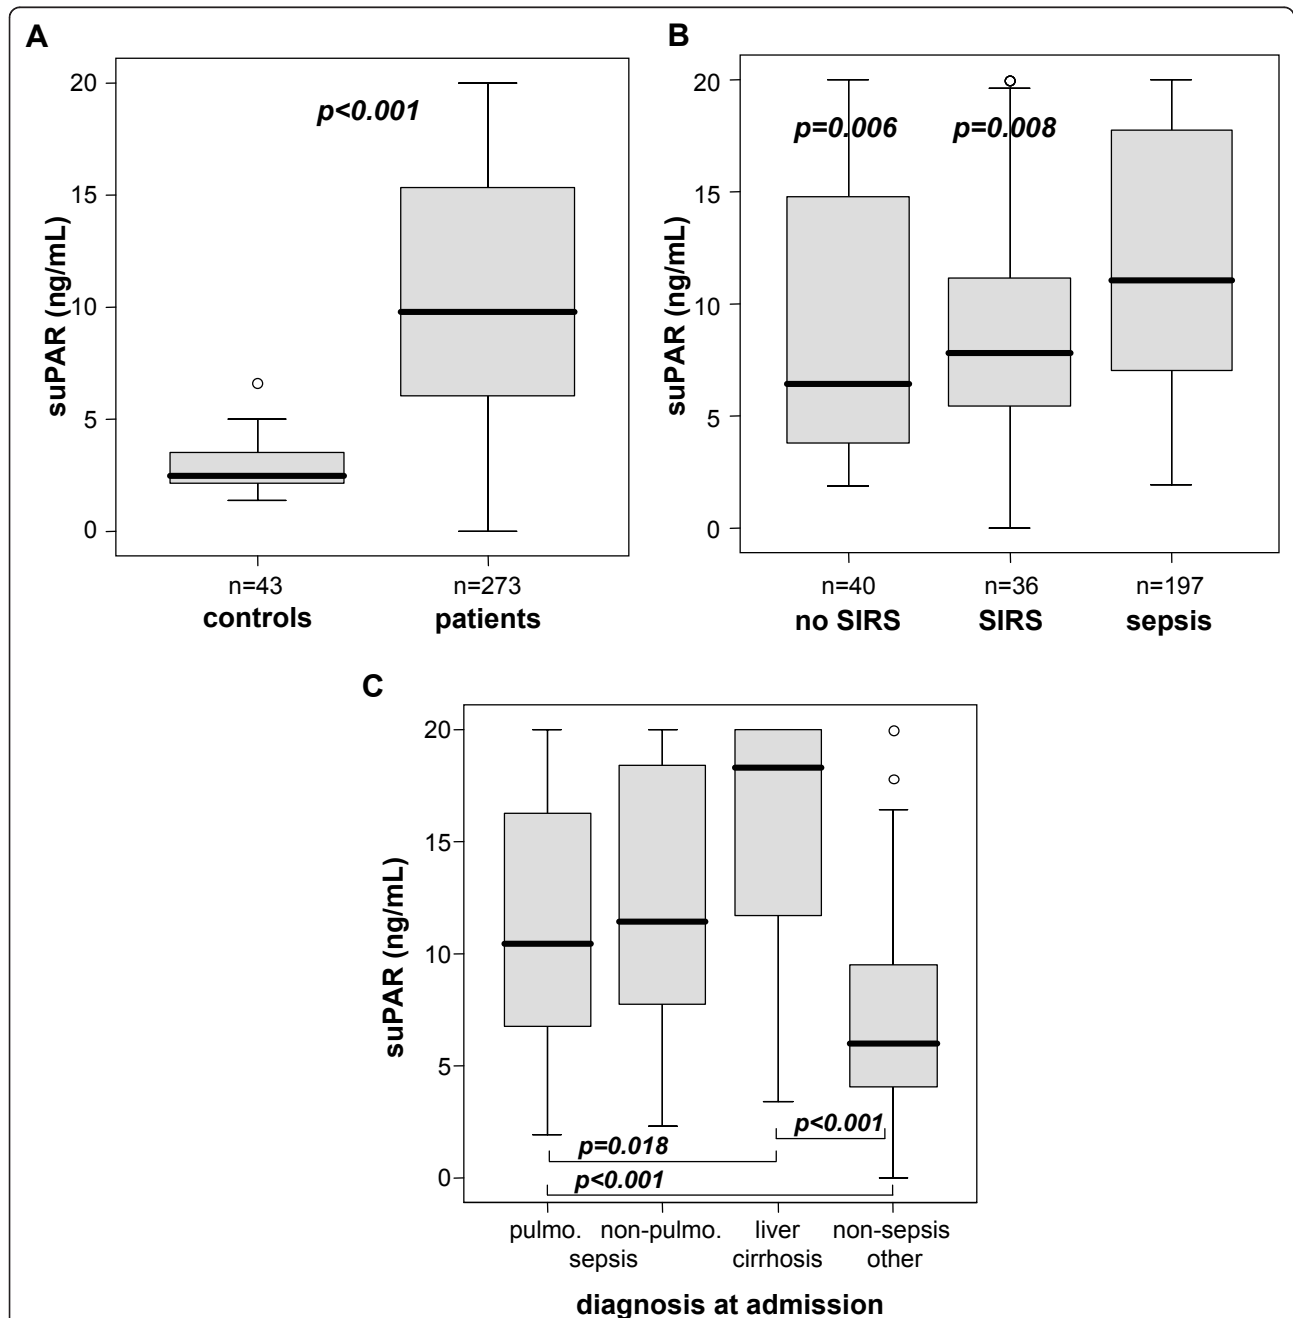 A
p<0.001
20
15
10
5
0
suPAR (ng/mL)
n=43
n=273
controls
patients
B
p=0.006
p=0.008
20
15
10
5
0
suPAR (ng/mL)
n=40
n=36
n=197
no SIRS
SIRS
sepsis
C
20
15
10
5
0
suPAR (ng/mL)
p<0.001
p=0.018
p<0.001
pulmo. non-pulmo. liver non-sepsis
sepsis cirrhosis other
diagnosis at admission